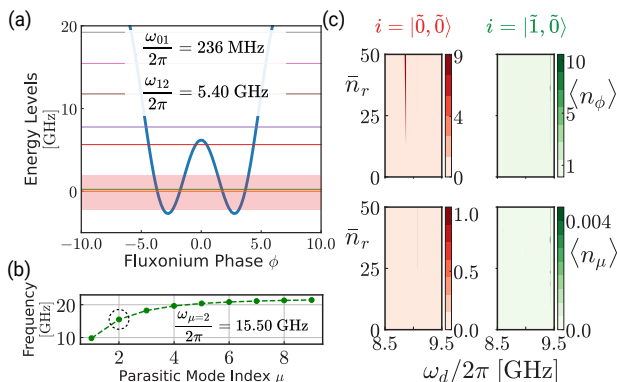 (a)
Energy Levels
[GHz]
20
10
0
ω01/2π = 236 MHz
ω12/2π = 5.40 GHz
−10.0 −5.0 0.0 5.0 10.0
Fluxonium Phase ϕ
(b)
Frequency
[GHz]
20
10
ωμ=2/2π = 15.50 GHz
2 4 6 8
Parasitic Mode Index μ
(c)
i = |0̃, 0̃⟩
i = |1̃, 0̃⟩
n̄r
50
25
0
9
4
0
10
5
1
⟨nϕ⟩
n̄r
50
25
0
1.0
0.5
0.0
0.004
0.00
⟨nμ⟩
8.5 9.5 8.5 9.5
ωd/2π [GHz]